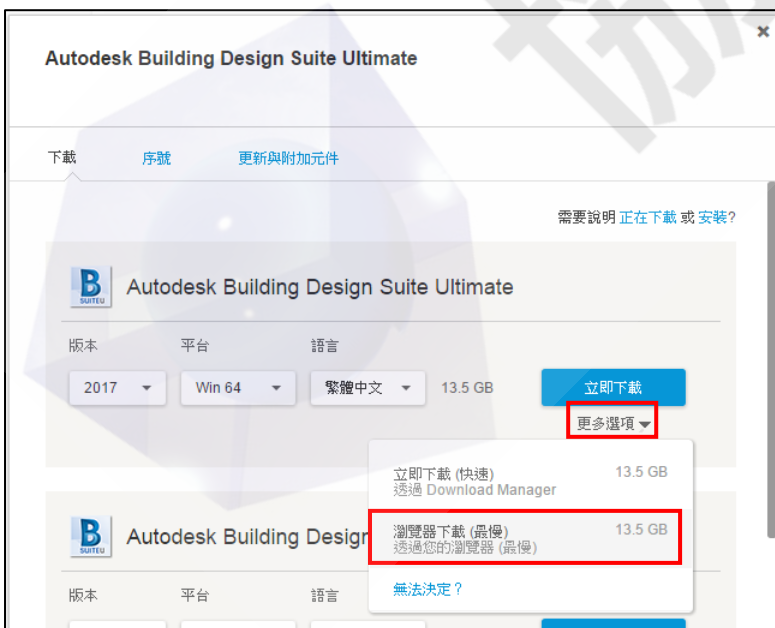 Autodesk Building Design Suite Ultimate
×
下載 序號 更新與附加元件
需要說明 正在下載 或 安裝?
B
SUITEU
Autodesk Building Design Suite Ultimate
版本 平台 語言
2017 Win 64 繁體中文 13.5 GB 立即下載
更多選項
立即下載 (快速) 13.5 GB
透過 Download Manager
瀏覽器下載 (最慢) 13.5 GB
透過您的瀏覽器 (最慢)
無法決定?
B
SUITEU
Autodesk Building Design
版本 平台 語言